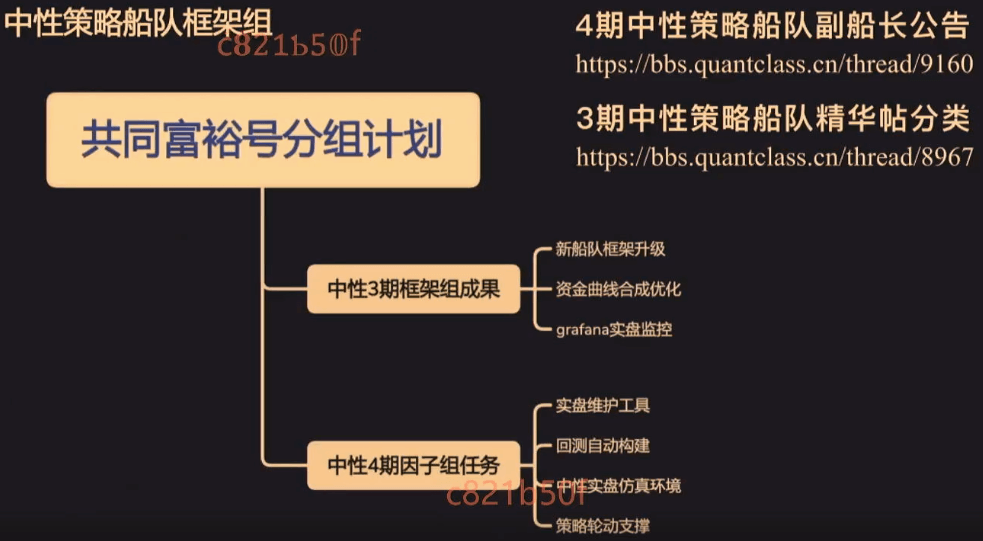 中性策略船队框架组
c821b50f
4期中性策略船队副船长公告
https://bbs.quantclass.cn/thread/9160
3期中性策略船队精华帖分类
https://bbs.quantclass.cn/thread/8967
共同富裕号分组计划
中性3期框架组成果
新船队框架升级
资金曲线合成优化
grafana实盘监控
中性4期因子组任务
实盘维护工具
回测自动构建
中性实盘仿真环境
策略轮动支撑
c821b50f